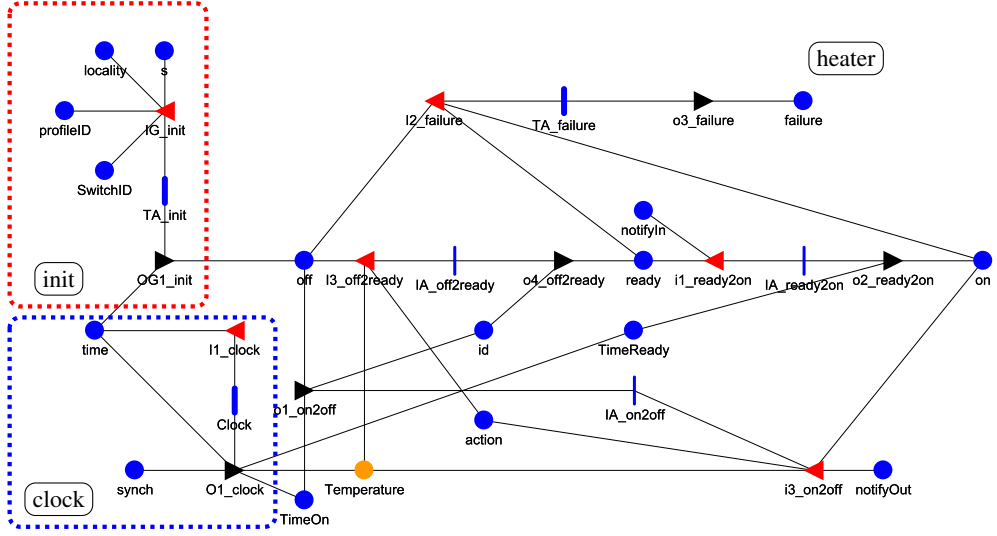 locality
s
heater
profileID
IG_init
I2_failure
TA_failure
o3_failure
failure
SwitchID
TA_init
notifyIn
init
OG1_init
off
I3_off2ready
IA_off2ready
o4_off2ready
ready
i1_ready2on
IA_ready2on
o2_ready2on
on
time
I1_clock
id
TimeReady
o1_on2off
IA_on2off
Clock
action
clock
synch
O1_clock
Temperature
i3_on2off
notifyOut
TimeOn